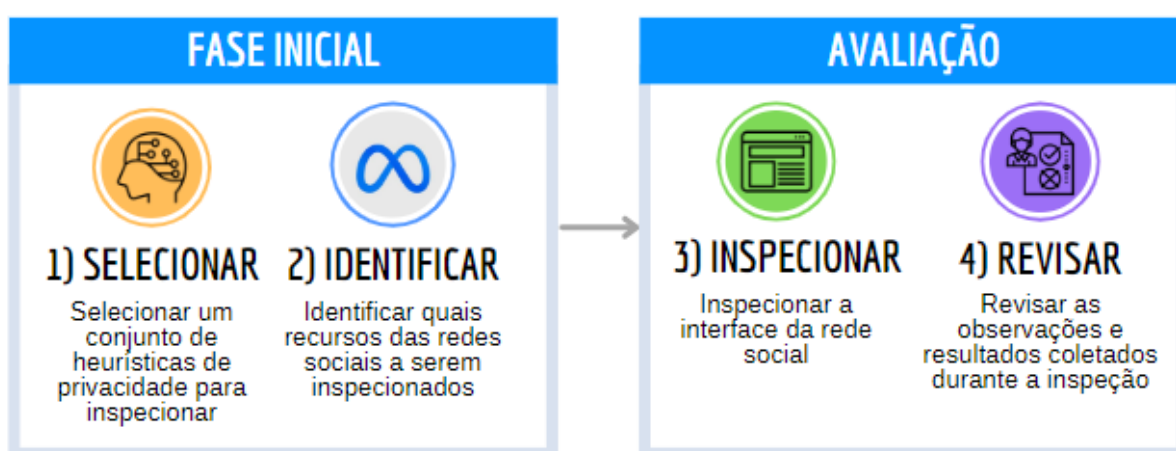 FASE INICIAL
1) SELECIONAR
Selecionar um
conjunto de
heurísticas de
privacidade para
inspecionar
2) IDENTIFICAR
Identificar quais
recursos das redes
sociais a serem
inspecionados
AVALIAÇÃO
3) INSPECIONAR
Inspecionar a
interface da rede
social
4) REVISAR
Revisar as
observações e
resultados coletados
durante a inspeção